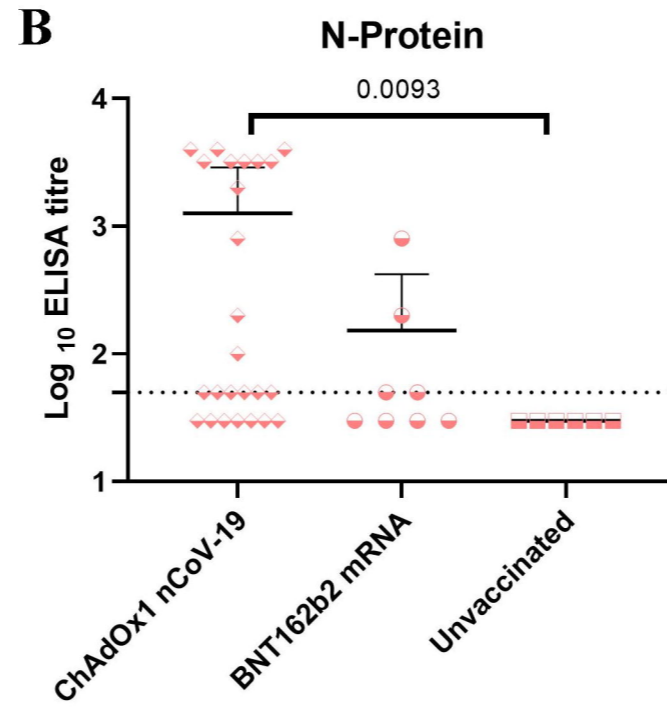 B
N-Protein
0.0093
Log 10 ELISA titre
4
3
2
1
ChAdOx1 nCoV-19
BNT162b2 mRNA
Unvaccinated